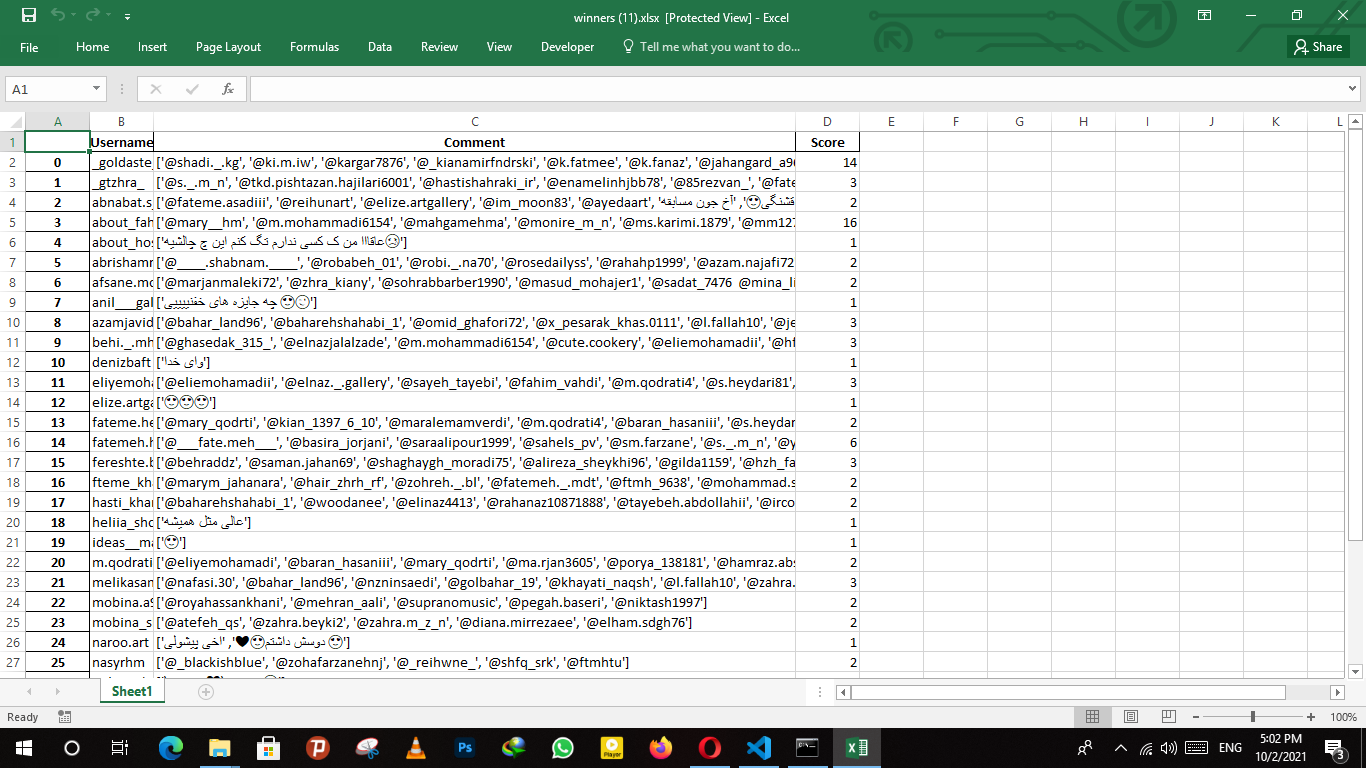 winners (11).xlsx [Protected View] - Excel
File Home Insert Page Layout Formulas Data Review View Developer Tell me what you want to do... Share
A1 fx
A B C D E F G H I J K L
1 Username Comment Score
2 0 _goldaste ['@shadi._.kg', '@ki.m.iw', '@kargar7876', '@_kianamirfndrski', '@k.fatmee', '@k.fanaz', '@jahangard_a96 14
3 1 _gtzhra_ ['@s._.m_n', '@tkd.pishtazan.hajilari6001', '@hastishahraki_ir', '@enamelinhjbb78', '@85rezvan_', '@fate 3
4 2 abnabat.s ['@fateme.asadiii', '@reihunart', '@elize.artgallery', '@im_moon83', '@ayedaart', 'آخ جون مسابقه', 'قشنگی🙄 2
5 3 about_fah ['@mary__hm', '@m.mohammadi6154', '@mahgamehma', '@monire_m_n', '@ms.karimi.1879', '@mm127 16
6 4 about_hos ['عاقااا من ک کسی ندارم تگ کنم این چ چالشیه😥'] 1
7 5 abrishamr ['@____.shabnam.____', '@robabeh_01', '@robi._.na70', '@rosedailyss', '@rahahp1999', '@azam.najafi72 2
8 6 afsane.mo ['@marjanmaleki72', '@zhra_kiany', '@sohrabbarber1990', '@masud_mohajer1', '@sadat_7476 @mina_li 2
9 7 anil___gal ['چه جایزه های خفنییییی 😍😍'] 1
10 8 azamjavid ['@bahar_land96', '@baharehshahabi_1', '@omid_ghafori72', '@x_pesarak_khas.0111', '@l.fallah10', '@je 3
11 9 behi._.mh ['@ghasedak_315_', '@elnazjalalzade', '@m.mohammadi6154', '@cute.cookery', '@eliemohamadii', '@hf 3
12 10 denizbaft ['وای خدا'] 1
13 11 eliyemoha ['@eliemohamadii', '@elnaz._.gallery', '@sayeh_tayebi', '@fahim_vahdi', '@m.qodrati4', '@s.heydari81', 3
14 12 elize.artga ['😍😍😍'] 1
15 13 fateme.he ['@mary_qodrti', '@kian_1397_6_10', '@maralemamverdi', '@m.qodrati4', '@baran_hasaniii', '@s.heydar 2
16 14 fatemeh.h ['@___fate.meh___', '@basira_jorjani', '@saraalipour1999', '@sahels_pv', '@sm.farzane', '@s._.m_n', '@y 6
17 15 fereshte.b ['@behraddz', '@saman.jahan69', '@shaghaygh_moradi75', '@alireza_sheykhi96', '@gilda1159', '@hzh_fa 3
18 16 fteme_kha ['@marym_jahanara', '@hair_zhrh_rf', '@zohreh._.bl', '@fatemeh._.mdt', '@ftmh_9638', '@mohammad.s 2
19 17 hasti_khar ['@baharehshahabi_1', '@woodanee', '@elinaz4413', '@rahanaz10871888', '@tayebeh.abdollahii', '@irco 2
20 18 heliia_sho ['عالی مثل همیشه'] 1
21 19 ideas__ma ['😍'] 1
22 20 m.qodrati ['@eliyemohamadi', '@baran_hasaniii', '@mary_qodrti', '@ma.rjan3605', '@porya_138181', '@hamraz.abs 2
23 21 melikasan ['@nafasi.30', '@bahar_land96', '@nzninsaedi', '@golbahar_19', '@khayati_naqsh', '@l.fallah10', '@zahra. 3
24 22 mobina.a9 ['@royahassankhani', '@mehran_aali', '@supranomusic', '@pegah.baseri', '@niktash1997'] 2
25 23 mobina_s ['@atefeh_qs', '@zahra.beyki2', '@zahra.m_z_n', '@diana.mirrezaee', '@elham.sdgh76'] 2
26 24 naroo.art ['اخی پیشولی', '🖤😍دوسش داشتم 😍'] 1
27 25 nasyrhm ['@_blackishblue', '@zohafarzanehnj', '@_reihwne_', '@shfq_srk', '@ftmhtu'] 2
Sheet1
Ready 100%
Ps Player ENG 5:02 PM
10/2/2021 3